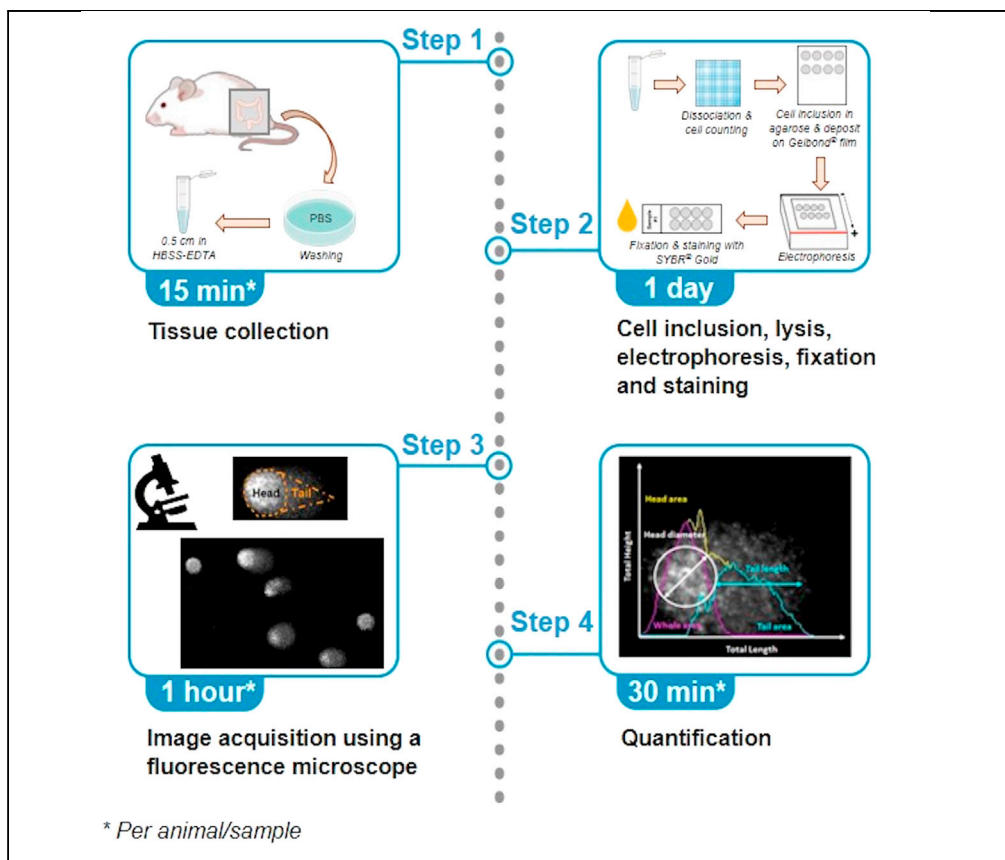 Step 1
PBS
0.5 cm in
HBSS-EDTA
Washing
15 min*
Tissue collection
Step 2
Dissociation &
cell counting
Cell inclusion in
agarose & deposit
on Gelbond® film
Fixation & staining with
SYBR® Gold
+
Electrophoresis
1 day
Cell inclusion, lysis,
electrophoresis, fixation
and staining
Step 3
Head
Tail
1 hour*
Image acquisition using a
fluorescence microscope
Step 4
Total Height
Head area
Head diameter
Tail length
Whole area
Tail area
Total Length
30 min*
Quantification
* Per animal/sample